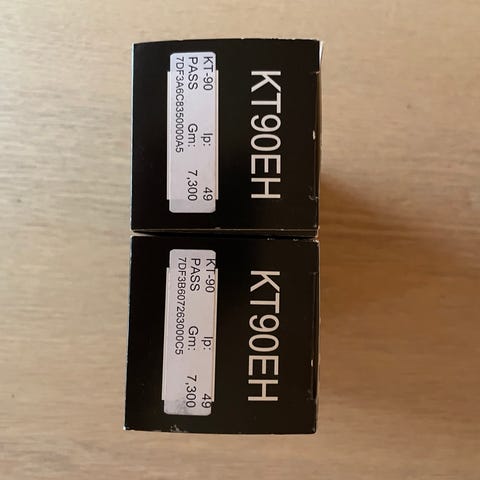 KT90EH
KT-90 Ip: 49
PASS Gm: 7,300
7DF3A6C8350000A5
KT90EH
KT-90 Ip: 49
PASS Gm: 7,300
7DF3B607263000C5